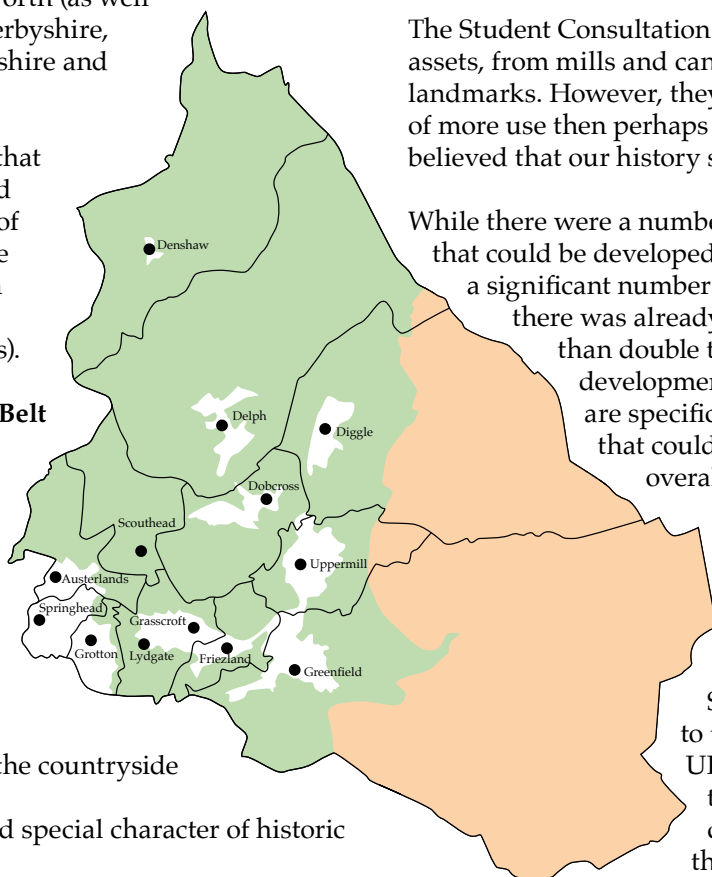 orth (as well
erbyshire,
shire and
that
d
of
e
s).
Belt
the countryside
d special character of historic
The Student Consultation
assets, from mills and can
landmarks. However, they
of more use then perhaps
believed that our history s
While there were a numbe
that could be developed
a significant number
there was already
than double t
developmen
are specific
that could
overal
S
to t
UI
t
th
Denshaw
Delph
Diggle
Dobcross
Scouthead
Uppermill
Austerlands
Springhead
Grasscroft
Grotton
Lydgate
Friezland
Greenfield